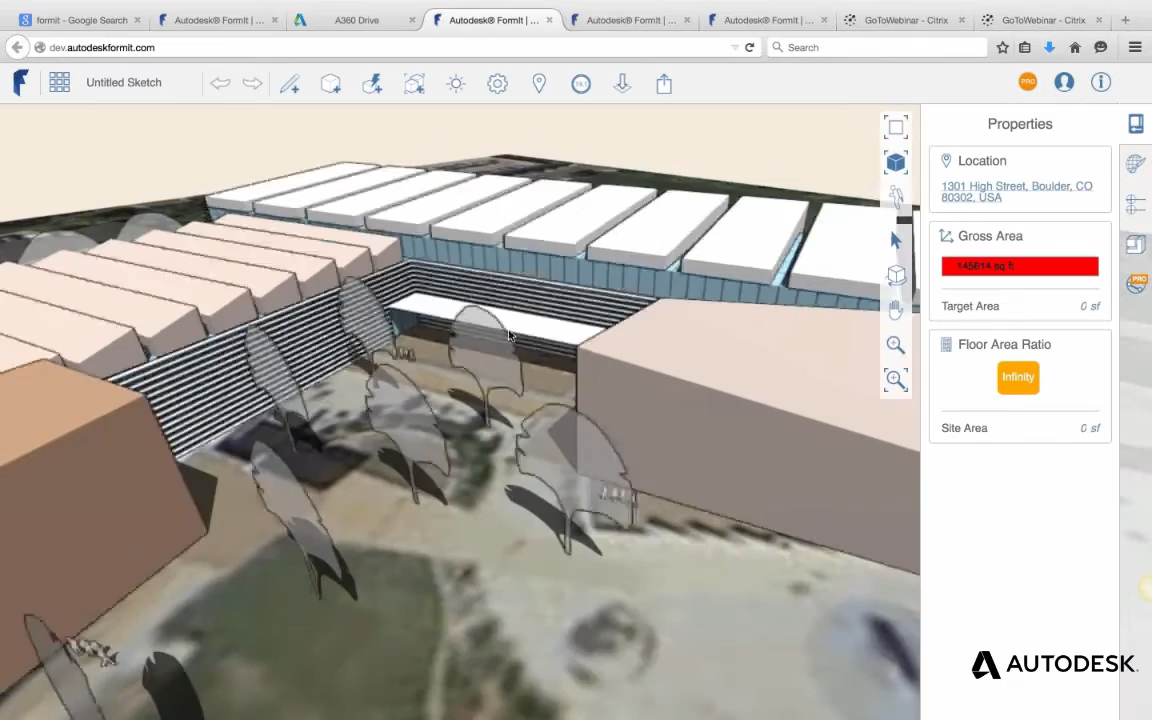 formit - Google Search
Autodesk® FormIt | ...
A360 Drive
Autodesk® FormIt | ...
Autodesk® FormIt | ...
Autodesk® FormIt | ...
GoToWebinar - Citrix
GoToWebinar - Citrix
dev.autodeskformit.com
Search
Untitled Sketch
PRO
Properties
Location
1301 High Street, Boulder, CO
80302, USA
Gross Area
145614 sq ft
PRO
Target Area
0 sf
Floor Area Ratio
Infinity
Site Area
0 sf
AUTODESK.